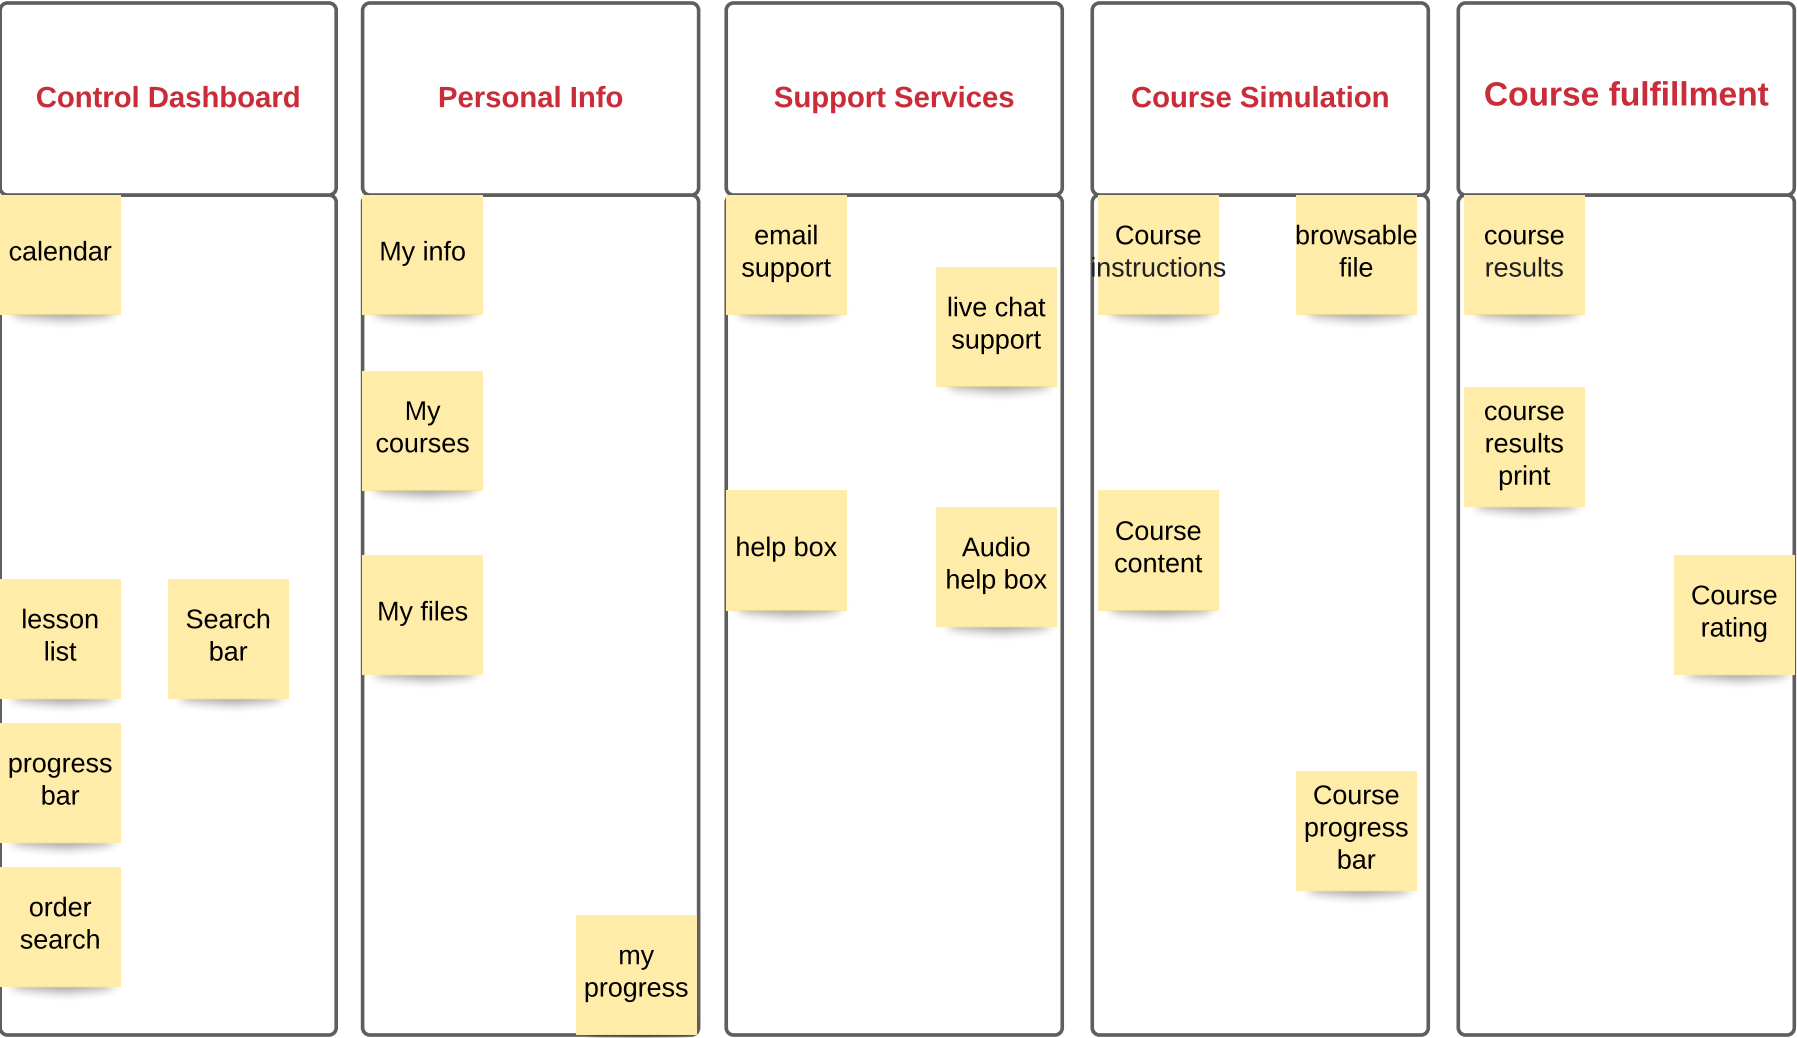 Control Dashboard
Personal Info
Support Services
Course Simulation
Course fulfillment
calendar
lesson
list
Search
bar
progress
bar
order
search
My info
My
courses
My files
my
progress
email
support
live chat
support
help box
Audio
help box
Course
instructions
browsable
file
Course
content
Course
progress
bar
course
results
course
results
print
Course
rating